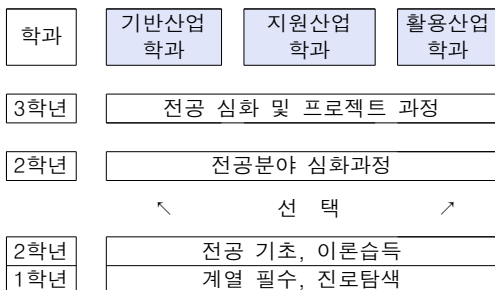 학과 기반산업 학과 지원산업 학과 활용산업 학과
3학년 전공 심화 및 프로젝트 과정
2학년 전공분야 심화과정
↖ 선 택 ↗
2학년 전공 기초, 이론습득
1학년 계열 필수, 진로탐색